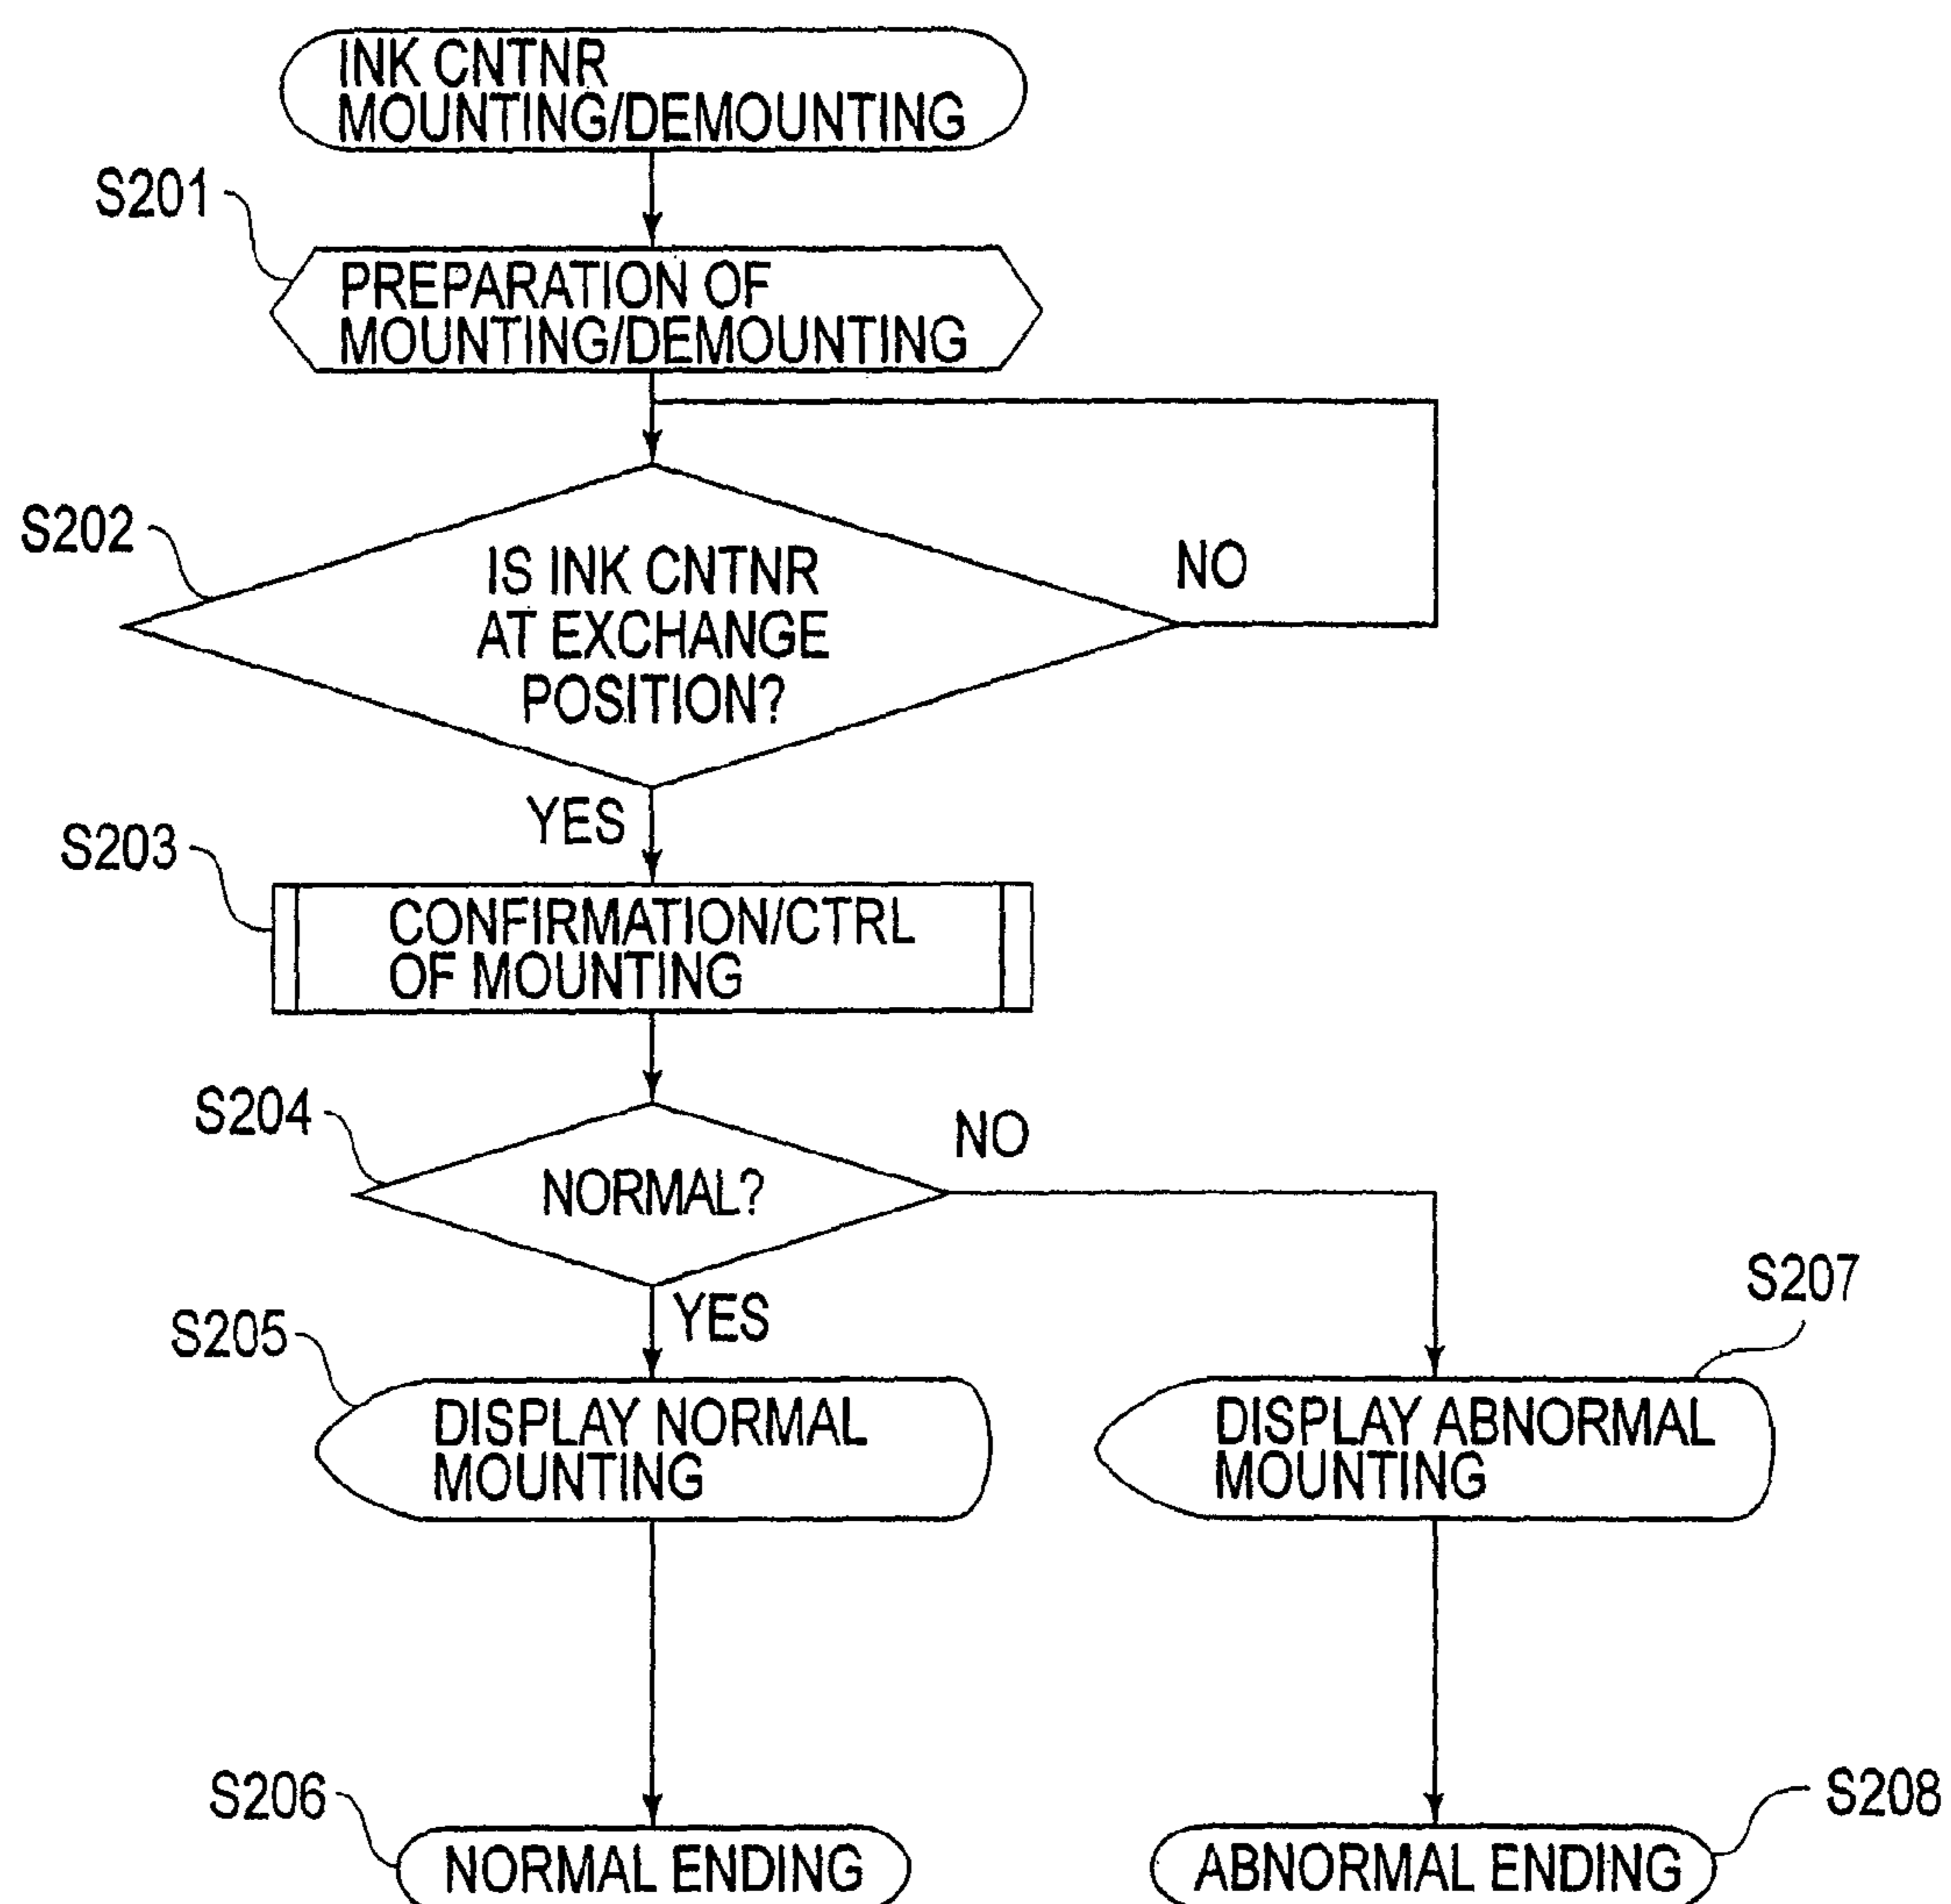 INK CNTNR
MOUNTING/DEMOUNTING
S201
PREPARATION OF
MOUNTING/DEMOUNTING
S202
IS INK CNTNR
AT EXCHANGE
POSITION?
NO
YES
S203
CONFIRMATION/CTRL
OF MOUNTING
S204
NORMAL?
NO
YES
S205
DISPLAY NORMAL
MOUNTING
S207
DISPLAY ABNORMAL
MOUNTING
S206
NORMAL ENDING
S208
ABNORMAL ENDING